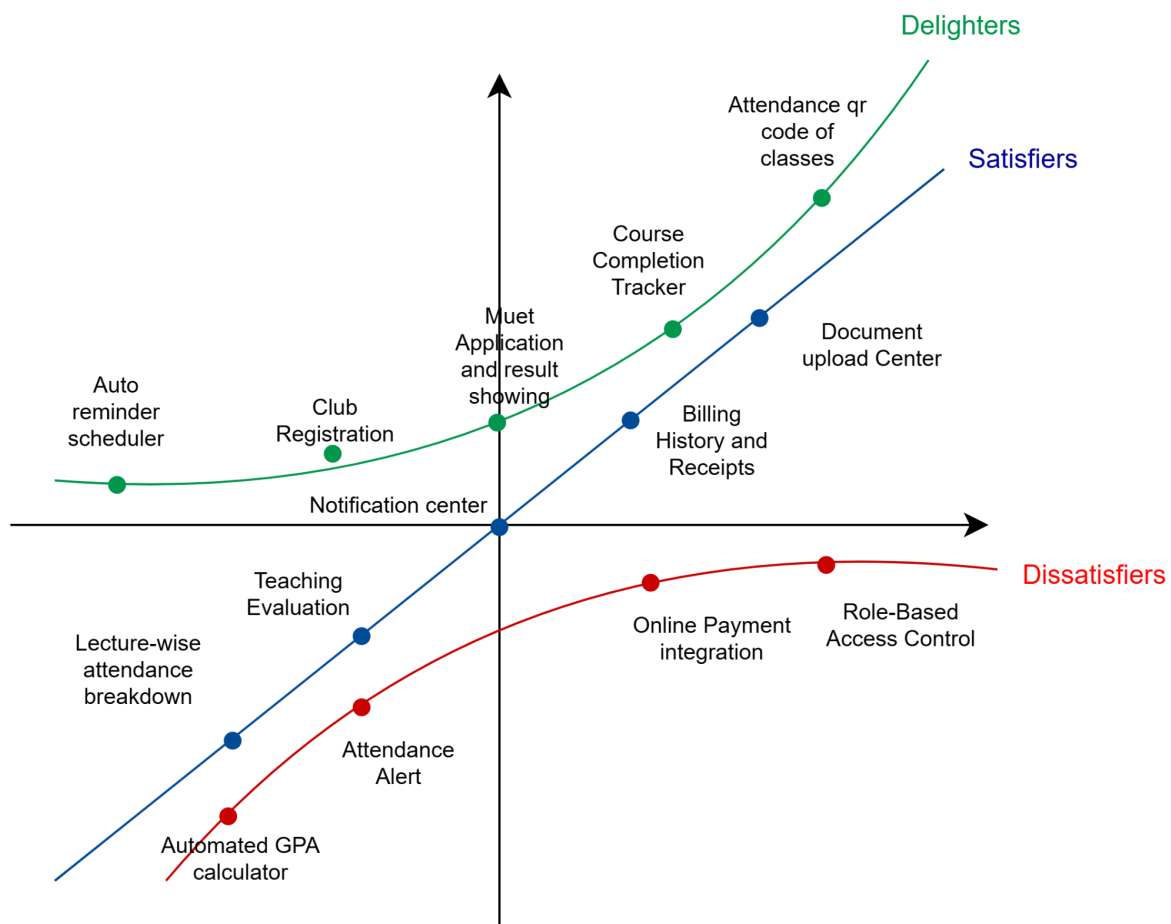 Delighters
Attendance qr
code of
classes
Satisfiers
Course
Completion
Tracker
Muet
Application
and result
showing
Document
upload Center
Auto
reminder
scheduler
Club
Registration
Billing
History and
Receipts
Notification center
Teaching
Evaluation
Dissatisfiers
Online Payment
integration
Role-Based
Access Control
Lecture-wise
attendance
breakdown
Attendance
Alert
Automated GPA
calculator